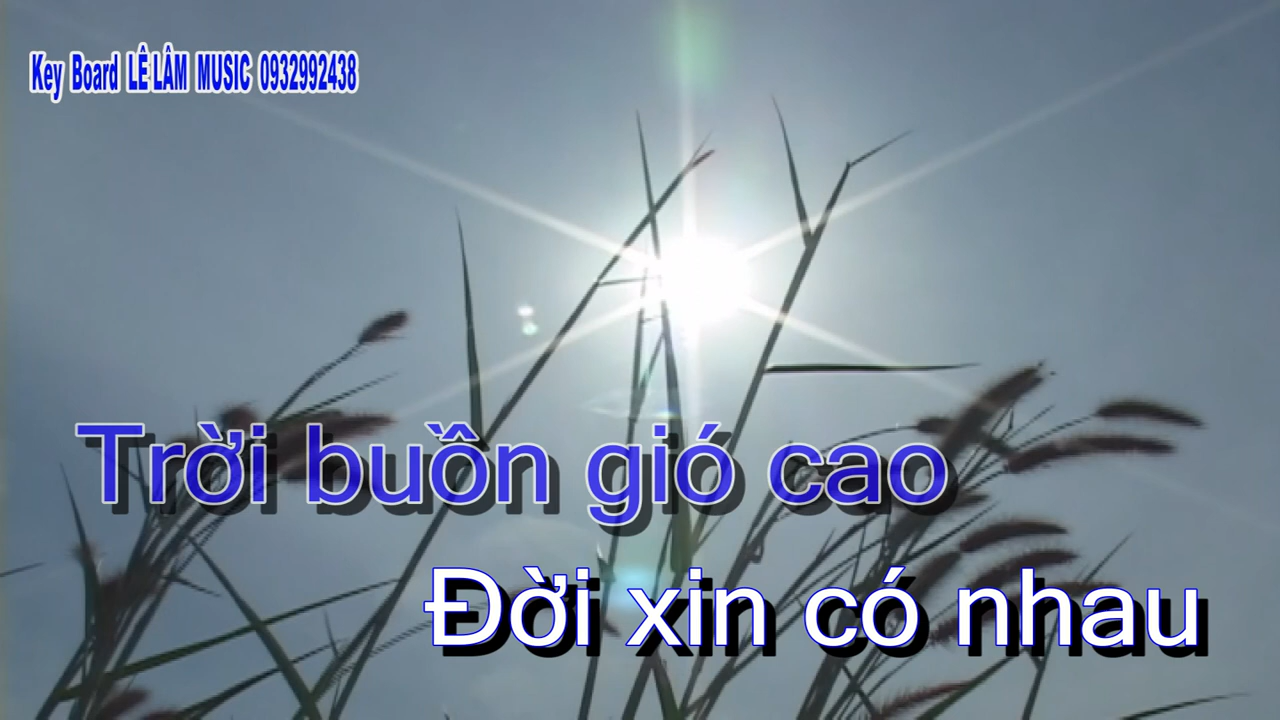 Key Board LÊ LÂM MUSIC 0932992438
Trời buồn gió cao
Đời xin có nhau